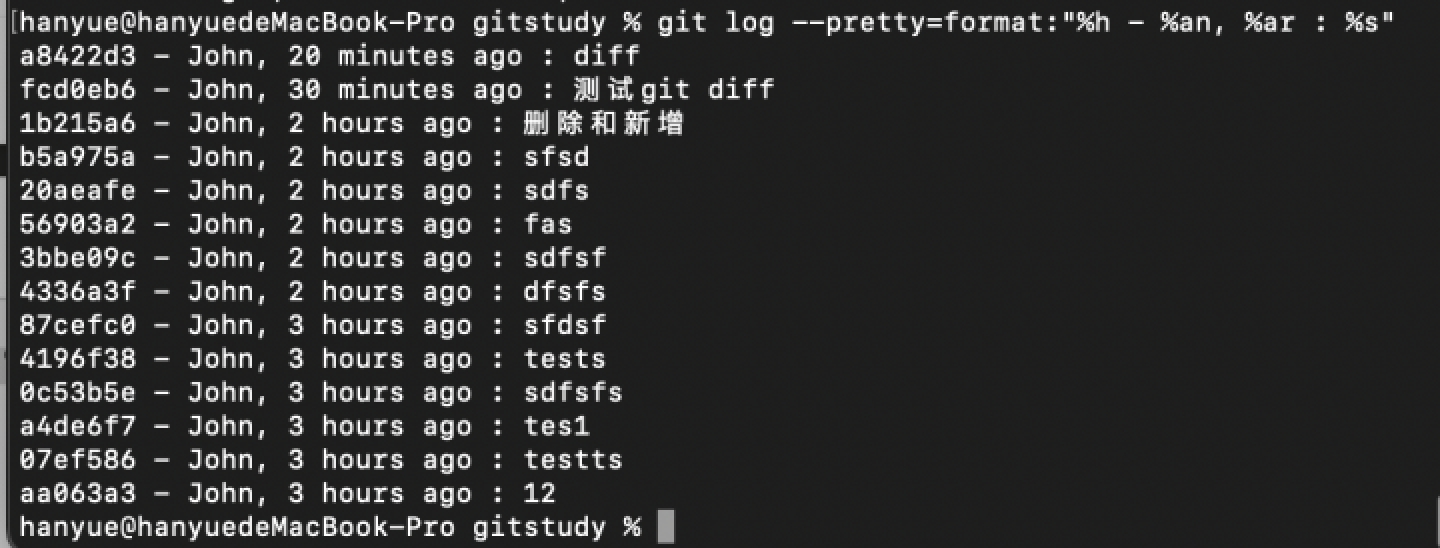 [hanyue@hanyuedeMacBook-Pro gitstudy % git log --pretty=format:"%h - %an, %ar : %s"
a8422d3 - John, 20 minutes ago : diff
fcd0eb6 - John, 30 minutes ago : 测试git diff
1b215a6 - John, 2 hours ago : 删除和新增
b5a975a - John, 2 hours ago : sfsd
20aeafe - John, 2 hours ago : sdfs
56903a2 - John, 2 hours ago : fas
3bbe09c - John, 2 hours ago : sdfsf
4336a3f - John, 2 hours ago : dfsfs
87cefc0 - John, 3 hours ago : sfdsf
4196f38 - John, 3 hours ago : tests
0c53b5e - John, 3 hours ago : sdfsfs
a4de6f7 - John, 3 hours ago : tes1
07ef586 - John, 3 hours ago : testts
aa063a3 - John, 3 hours ago : 12
hanyue@hanyuedeMacBook-Pro gitstudy %